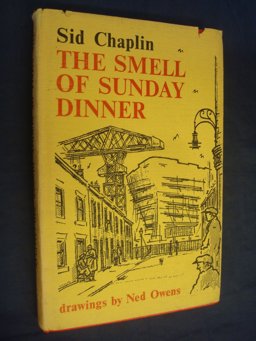 Sid Chaplin
THE SMELL
OF SUNDAY
DINNER
drawings by Ned Owens